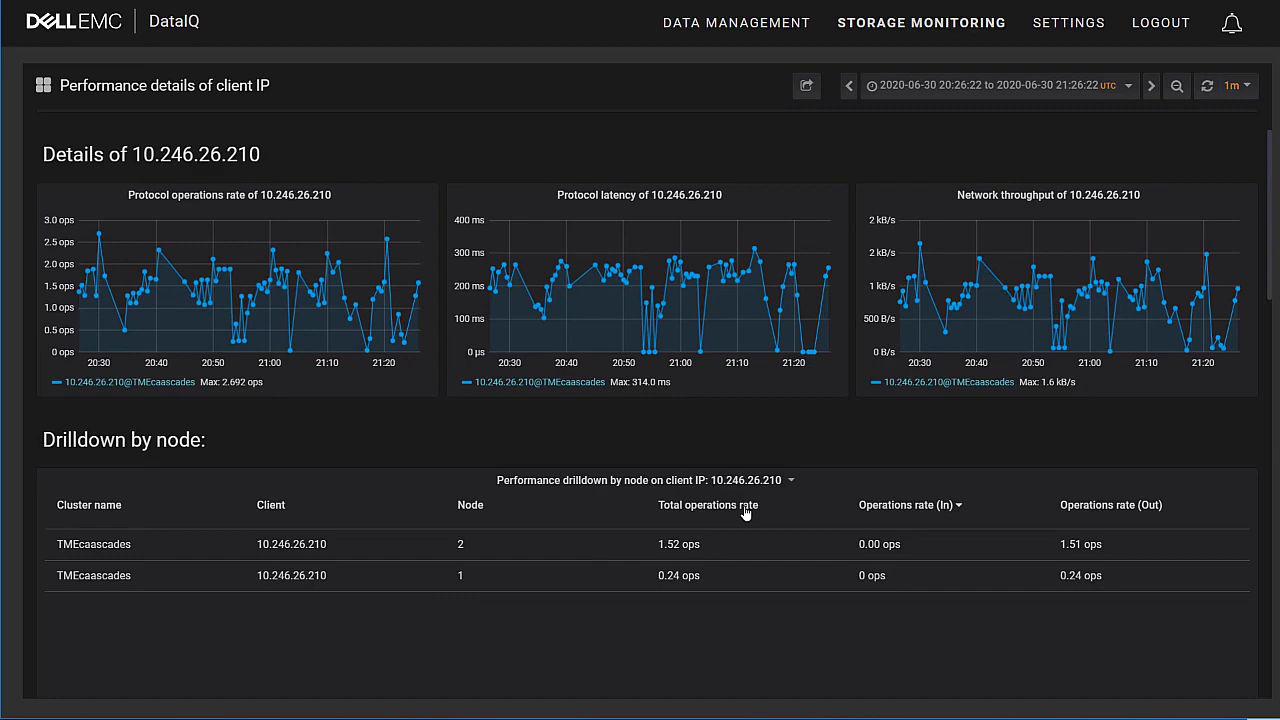 DELLEMC | DataIQ DATA MANAGEMENT STORAGE MONITORING SETTINGS LOGOUT
Performance details of client IP 2020-06-30 20:26:22 to 2020-06-30 21:26:22 UTC 1m
Details of 10.246.26.210
Protocol operations rate of 10.246.26.210
3.0 ops
2.5 ops
2.0 ops
1.5 ops
1.0 ops
0.5 ops
0 ops
20:30 20:40 20:50 21:00 21:10 21:20
10.246.26.210@TMEcaascades Max: 2.692 ops
Protocol latency of 10.246.26.210
400 ms
300 ms
200 ms
100 ms
0 µs
20:30 20:40 20:50 21:00 21:10 21:20
10.246.26.210@TMEcaascades Max: 314.0 ms
Network throughput of 10.246.26.210
2 kB/s
2 kB/s
1 kB/s
500 B/s
0 B/s
20:30 20:40 20:50 21:00 21:10 21:20
10.246.26.210@TMEcaascades Max: 1.6 kB/s
Drilldown by node:
Performance drilldown by node on client IP: 10.246.26.210
Cluster name Client Node Total operations rate Operations rate (In) Operations rate (Out)
TMEcaascades 10.246.26.210 2 1.52 ops 0.00 ops 1.51 ops
TMEcaascades 10.246.26.210 1 0.24 ops 0 ops 0.24 ops